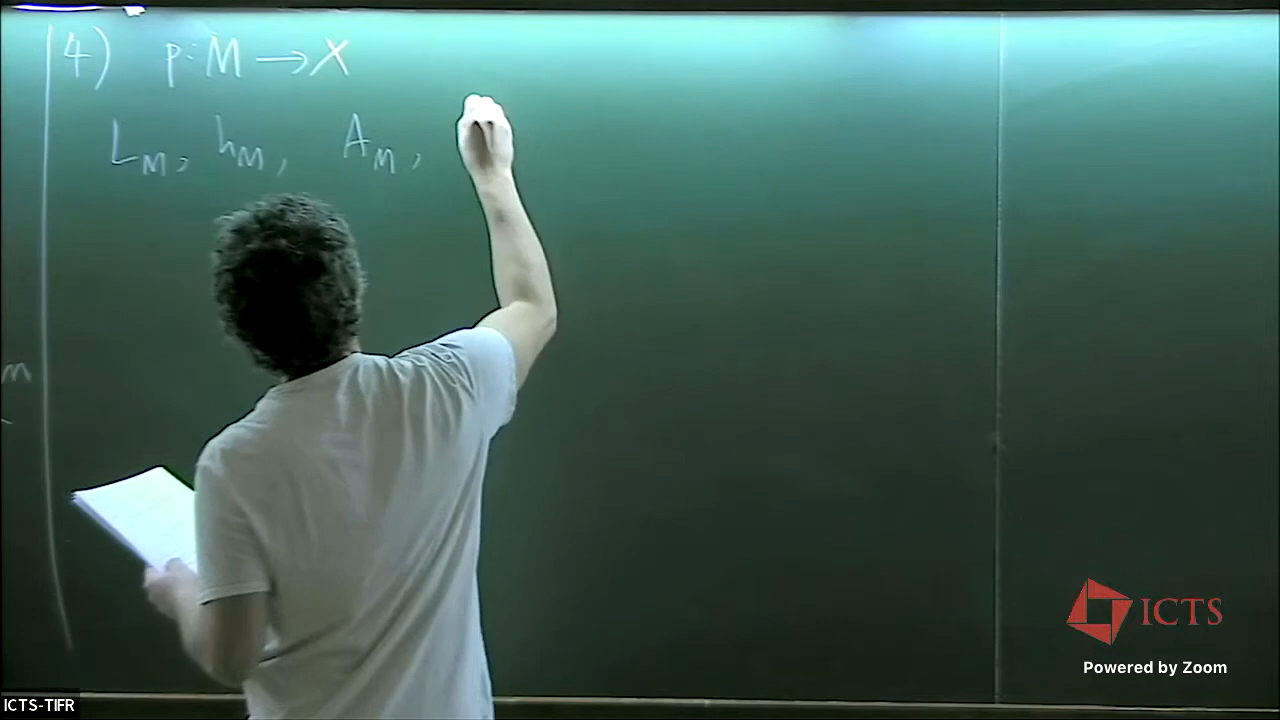 4) p: M → X
L_M, h_M, A_M,
m
ICTS
Powered by Zoom
ICTS-TIFR